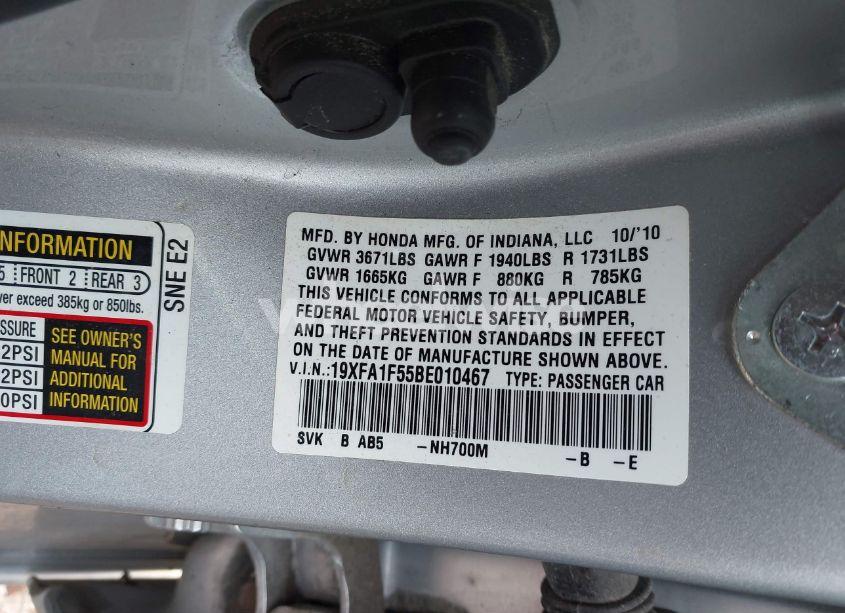 INFORMATION
5 FRONT 2 REAR 3
ver exceed 385kg or 850lbs.
SSURE
2PSI
2PSI
0PSI
SEE OWNER'S
MANUAL FOR
ADDITIONAL
INFORMATION
SNE E2
MFD. BY HONDA MFG. OF INDIANA, LLC 10/'10
GVWR 3671LBS GAWR F 1940LBS R 1731LBS
GVWR 1665KG GAWR F 880KG R 785KG
THIS VEHICLE CONFORMS TO ALL APPLICABLE
FEDERAL MOTOR VEHICLE SAFETY, BUMPER,
AND THEFT PREVENTION STANDARDS IN EFFECT
ON THE DATE OF MANUFACTURE SHOWN ABOVE.
V.I.N.:19XFA1F55BE010467 TYPE: PASSENGER CAR
SVK B AB5 -NH700M -B -E